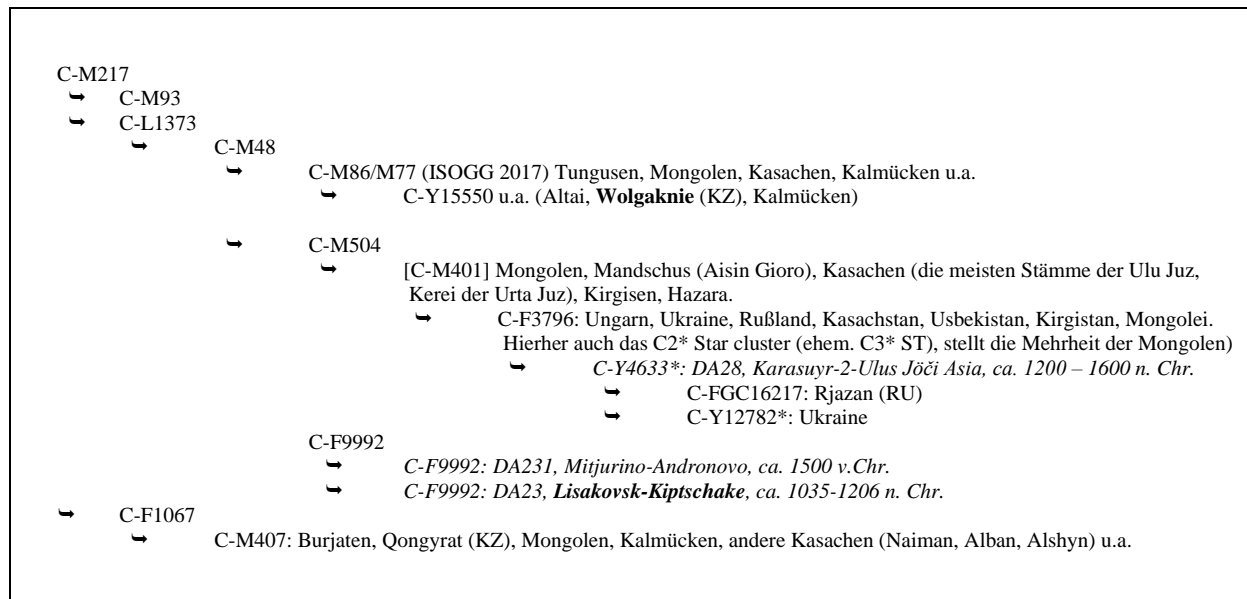 C-M217
➥ C-M93
➥ C-L1373
➥ C-M48
➥ C-M86/M77 (ISOGG 2017) Tungusen, Mongolen, Kasachen, Kalmücken u.a.
➥ C-Y15550 u.a. (Altai, Wolgaknie (KZ), Kalmücken)
➥ C-M504
➥ [C-M401] Mongolen, Mandschus (Aisin Gioro), Kasachen (die meisten Stämme der Ulu Juz,
Kerei der Urta Juz), Kirgisen, Hazara.
➥ C-F3796: Ungarn, Ukraine, Rußland, Kasachstan, Usbekistan, Kirgistan, Mongolei.
Hierher auch das C2* Star cluster (ehem. C3* ST), stellt die Mehrheit der Mongolen)
➥ C-Y4633*: DA28, Karasuyr-2-Ulus Jöči Asia, ca. 1200 – 1600 n. Chr.
➥ C-FGC16217: Rjazan (RU)
➥ C-Y12782*: Ukraine
C-F9992
➥ C-F9992: DA231, Mitjurino-Andronovo, ca. 1500 v.Chr.
➥ C-F9992: DA23, Lisakovsk-Kiptschake, ca. 1035-1206 n. Chr.
➥ C-F1067
➥ C-M407: Burjaten, Qongyrat (KZ), Mongolen, Kalmücken, andere Kasachen (Naiman, Alban, Alshyn) u.a.